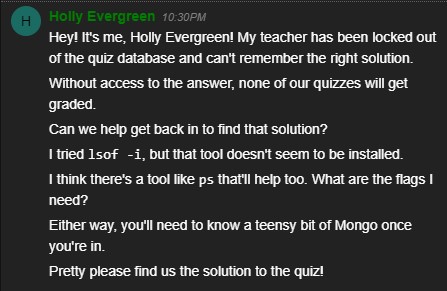 H
Holly Evergreen 10:30PM
Hey! It's me, Holly Evergreen! My teacher has been locked out
of the quiz database and can't remember the right solution.
Without access to the answer, none of our quizzes will get
graded.
Can we help get back in to find that solution?
I tried lsof -i, but that tool doesn't seem to be installed.
I think there's a tool like ps that'll help too. What are the flags I
need?
Either way, you'll need to know a teensy bit of Mongo once
you're in.
Pretty please find us the solution to the quiz!